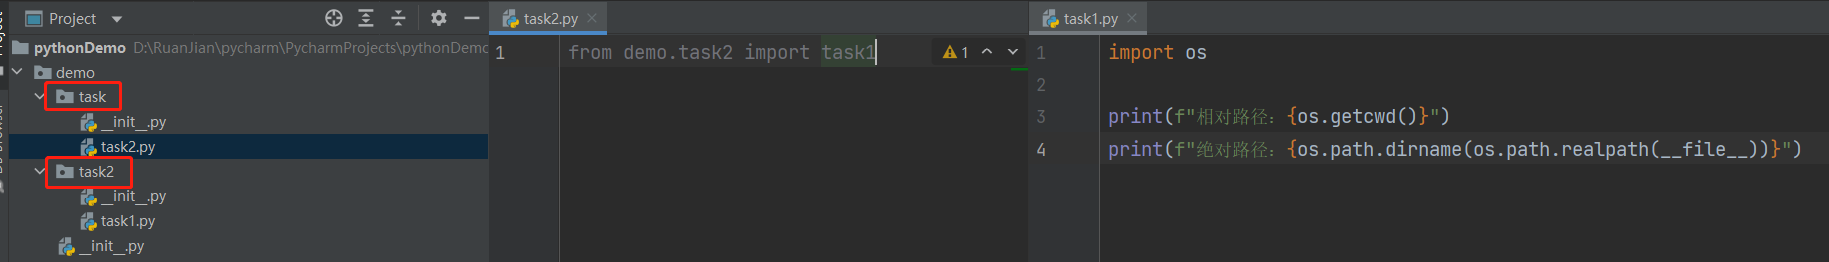 Project
pythonDemo D:\RuanJian\pycharm\PycharmProjects\pythonDemo
demo
task
__init__.py
task2.py
task2
__init__.py
task1.py
__init__.py
task2.py
1 from demo.task2 import task1
1
task1.py
1 import os
2
3 print(f"相对路径：{os.getcwd()}")
4 print(f"绝对路径：{os.path.dirname(os.path.realpath(__file__))}")